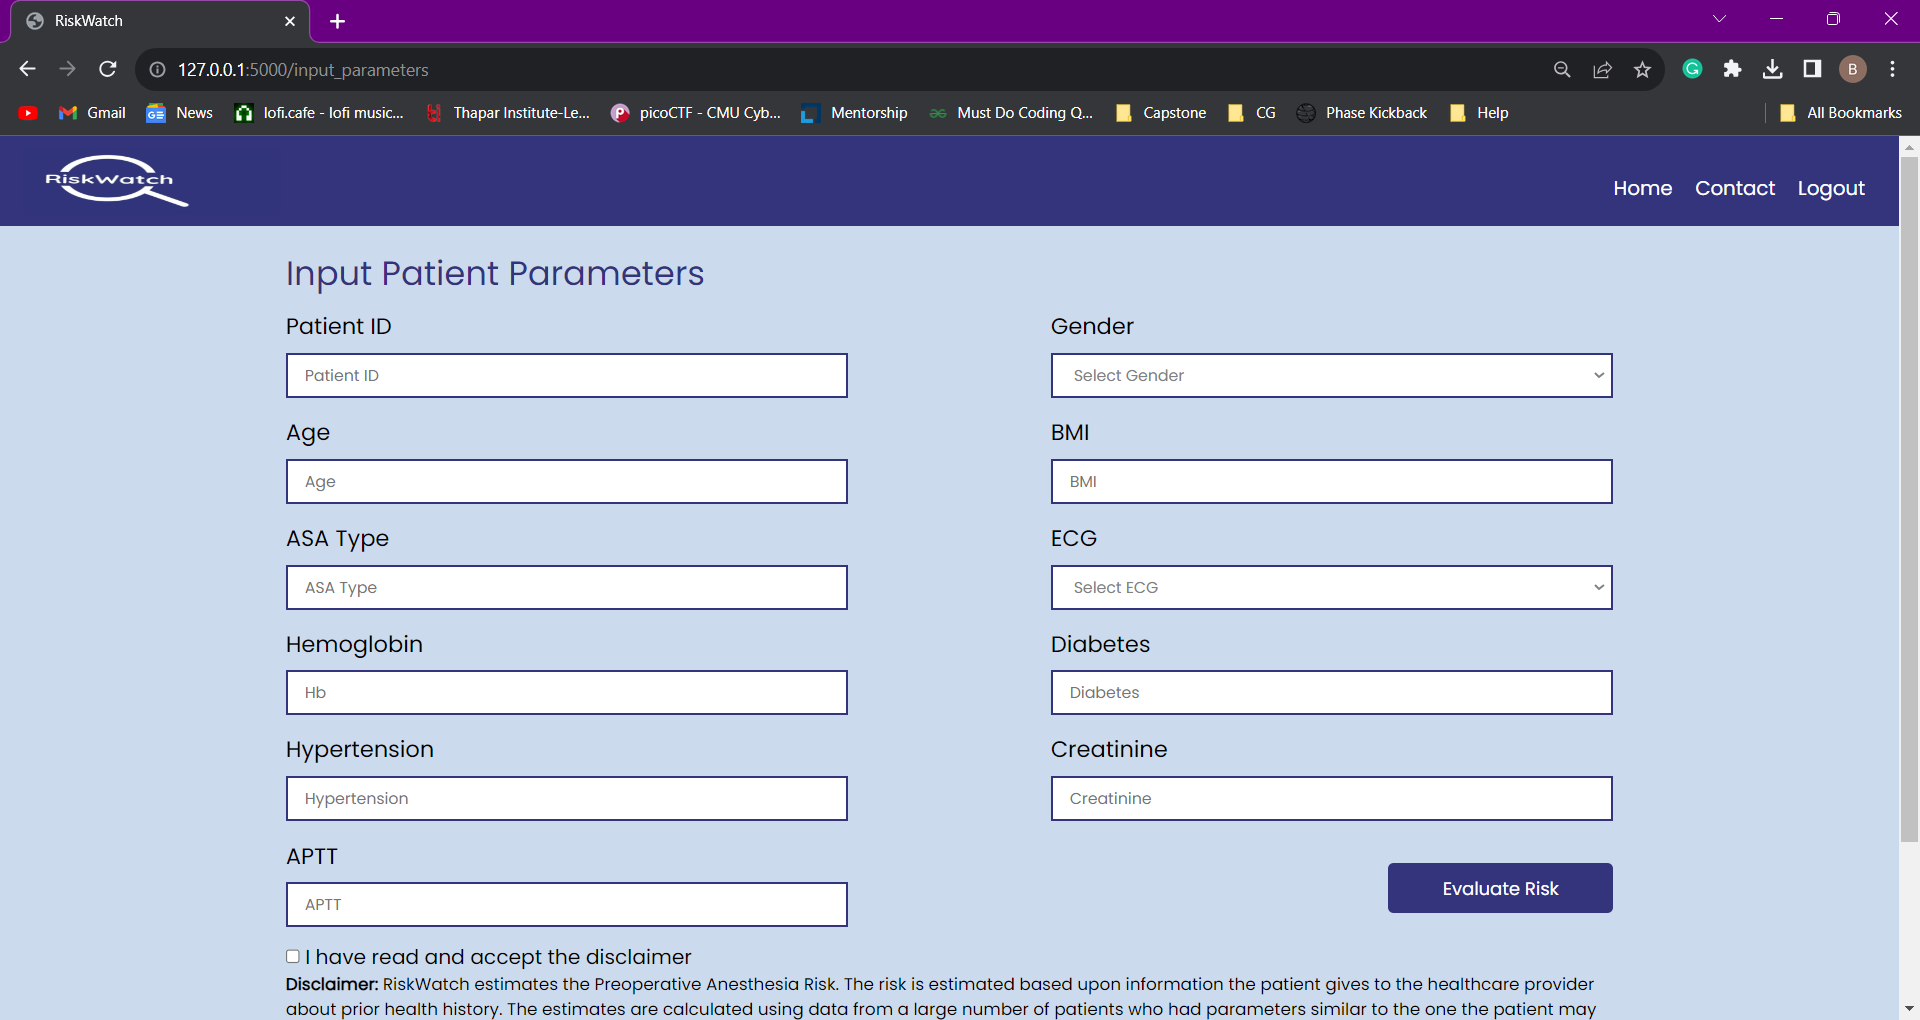 RiskWatch
127.0.0.1:5000/input_parameters
B
Gmail
News
lofi.cafe - lofi music...
Thapar Institute-Le...
picoCTF - CMU Cyb...
Mentorship
Must Do Coding Q...
Capstone
CG
Phase Kickback
Help
All Bookmarks
RiskWatch
Home Contact Logout
Input Patient Parameters
Patient ID
Patient ID
Gender
Select Gender
Age
Age
BMI
BMI
ASA Type
ASA Type
ECG
Select ECG
Hemoglobin
Hb
Diabetes
Diabetes
Hypertension
Hypertension
Creatinine
Creatinine
APTT
APTT
Evaluate Risk
I have read and accept the disclaimer
Disclaimer: RiskWatch estimates the Preoperative Anesthesia Risk. The risk is estimated based upon information the patient gives to the healthcare provider
about prior health history. The estimates are calculated using data from a large number of patients who had parameters similar to the one the patient may